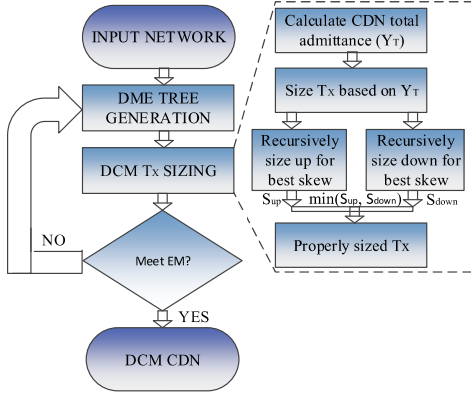 INPUT NETWORK
DME TREE
GENERATION
DCM Tx SIZING
NO
Meet EM?
YES
DCM CDN
Calculate CDN total
admittance (YT)
Size Tx based on YT
Recursively
size up for
best skew
Recursively
size down for
best skew
Sup
min(Sup, Sdown)
Sdown
Properly sized Tx